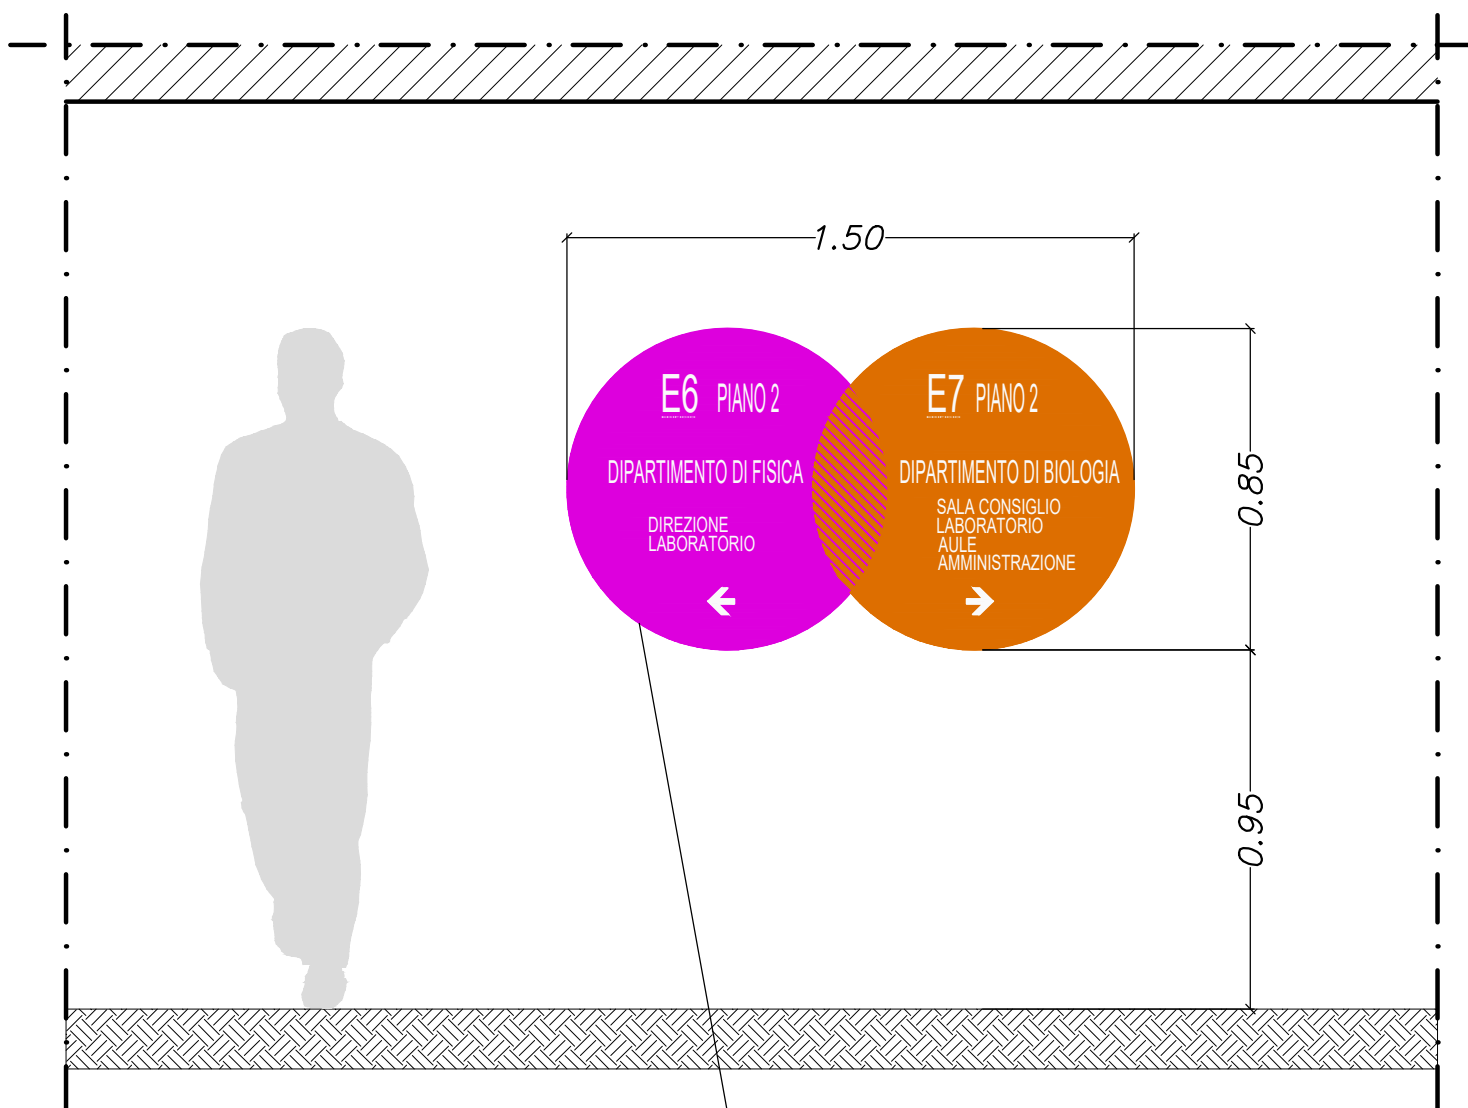 1.50
E6 PIANO 2
DIPARTIMENTO DI FISICA
DIREZIONE
LABORATORIO
E7 PIANO 2
DIPARTIMENTO DI BIOLOGIA
SALA CONSIGLIO
LABORATORIO
AULE
AMMINISTRAZIONE
0.85
0.95